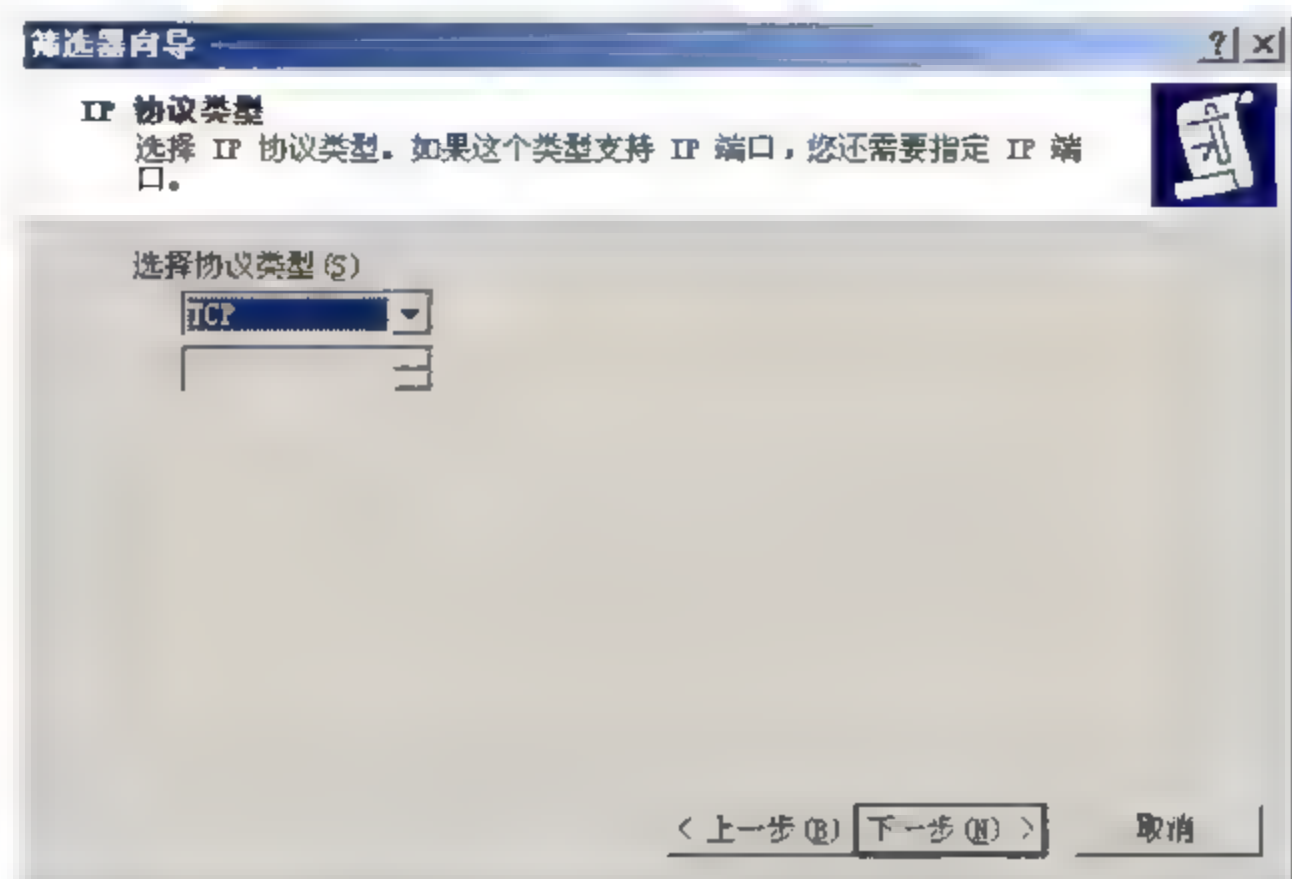 筛选器向导
IP 协议类型
选择 IP 协议类型。如果这个类型支持 IP 端口，您还需要指定 IP 端
口。
选择协议类型(S)
TCP
< 上一步(B) 下一步(N) > 取消